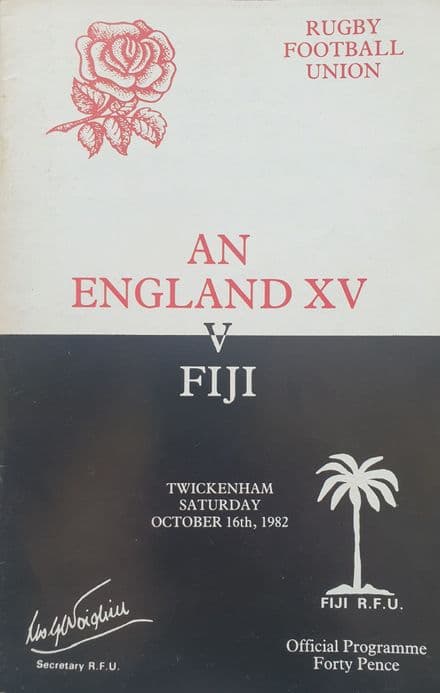 RUGBY
FOOTBALL
UNION
AN
ENGLAND XV
V
FIJI
TWICKENHAM
SATURDAY
OCTOBER 16th, 1982
FIJI R.F.U.
Secretary R.F.U.
Official Programme
Forty Pence